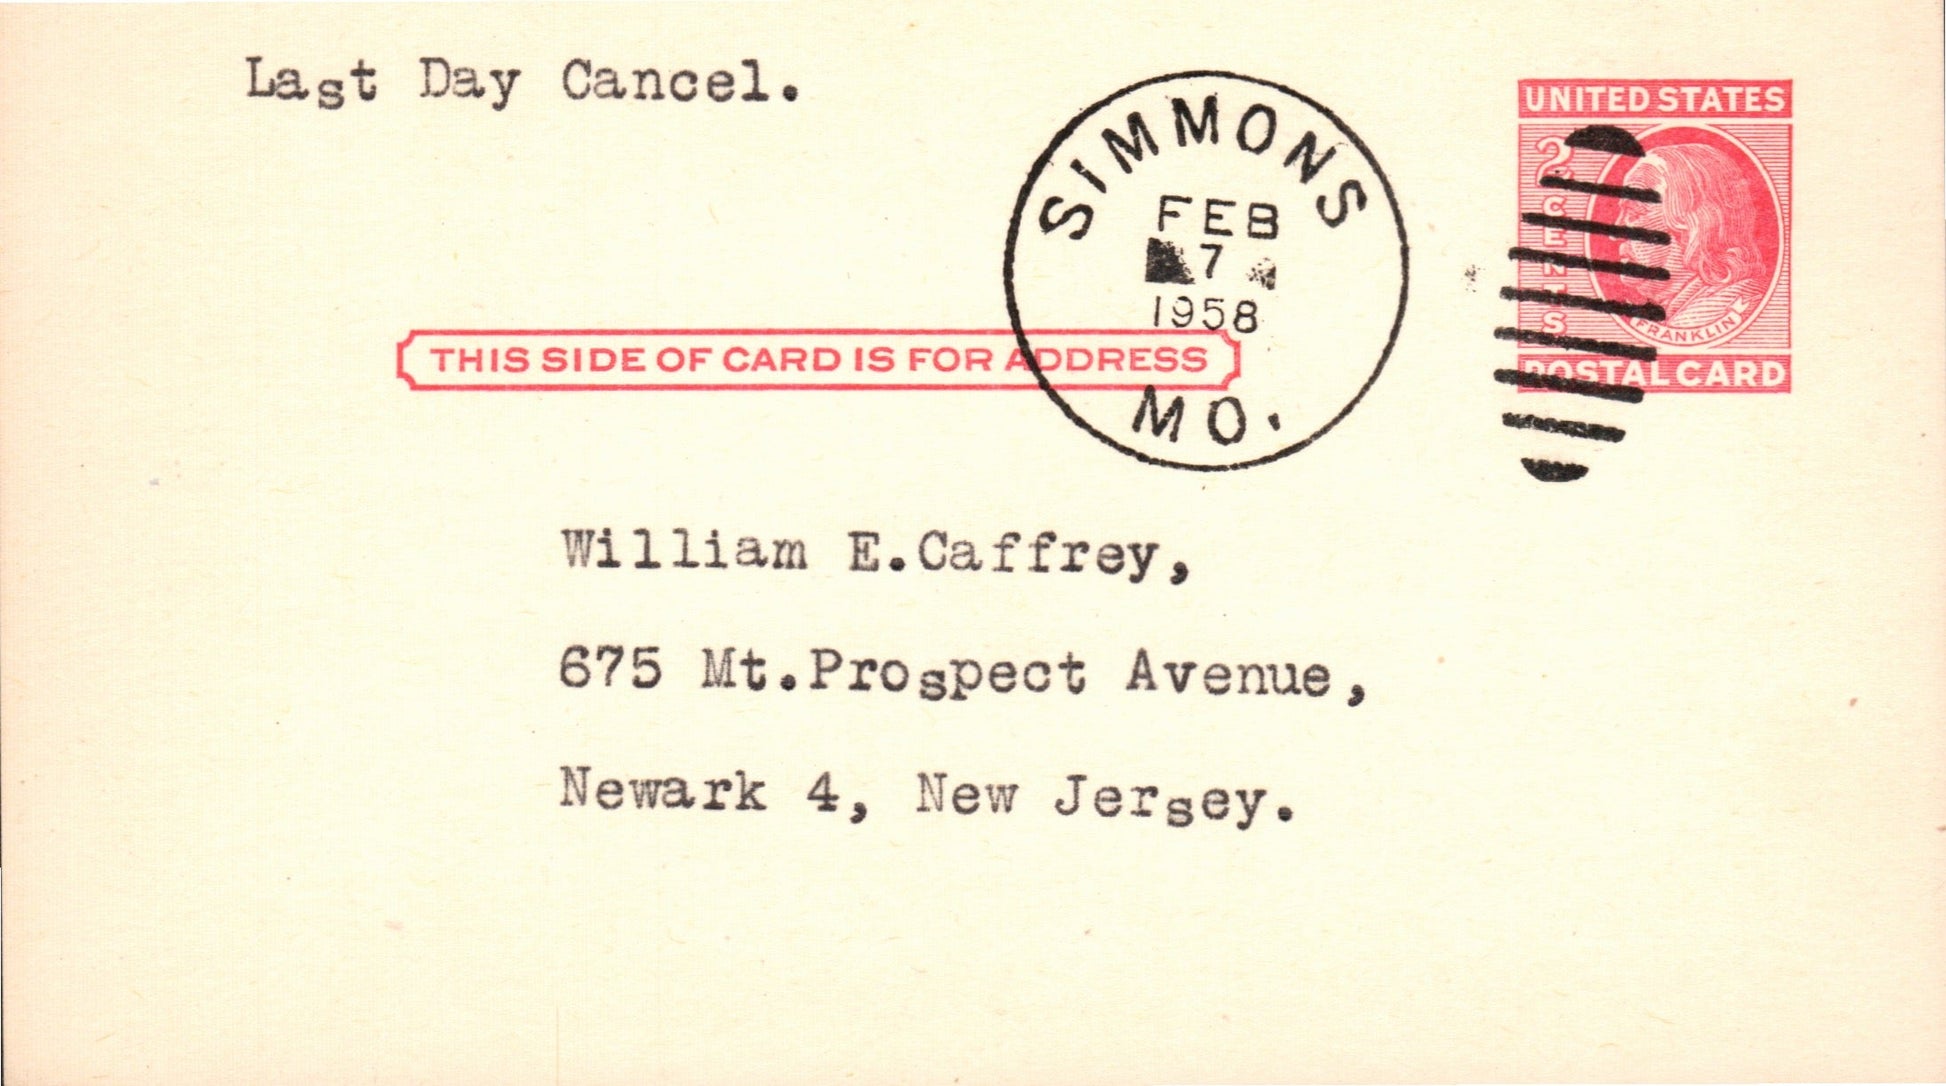 Last Day Cancel.
SIMMONS
FEB
7
1958
MO.
UNITED STATES
2 CENTS
FRANKLIN
POSTAL CARD
THIS SIDE OF CARD IS FOR ADDRESS
William E.Caffrey,
675 Mt.Prospect Avenue,
Newark 4, New Jersey.